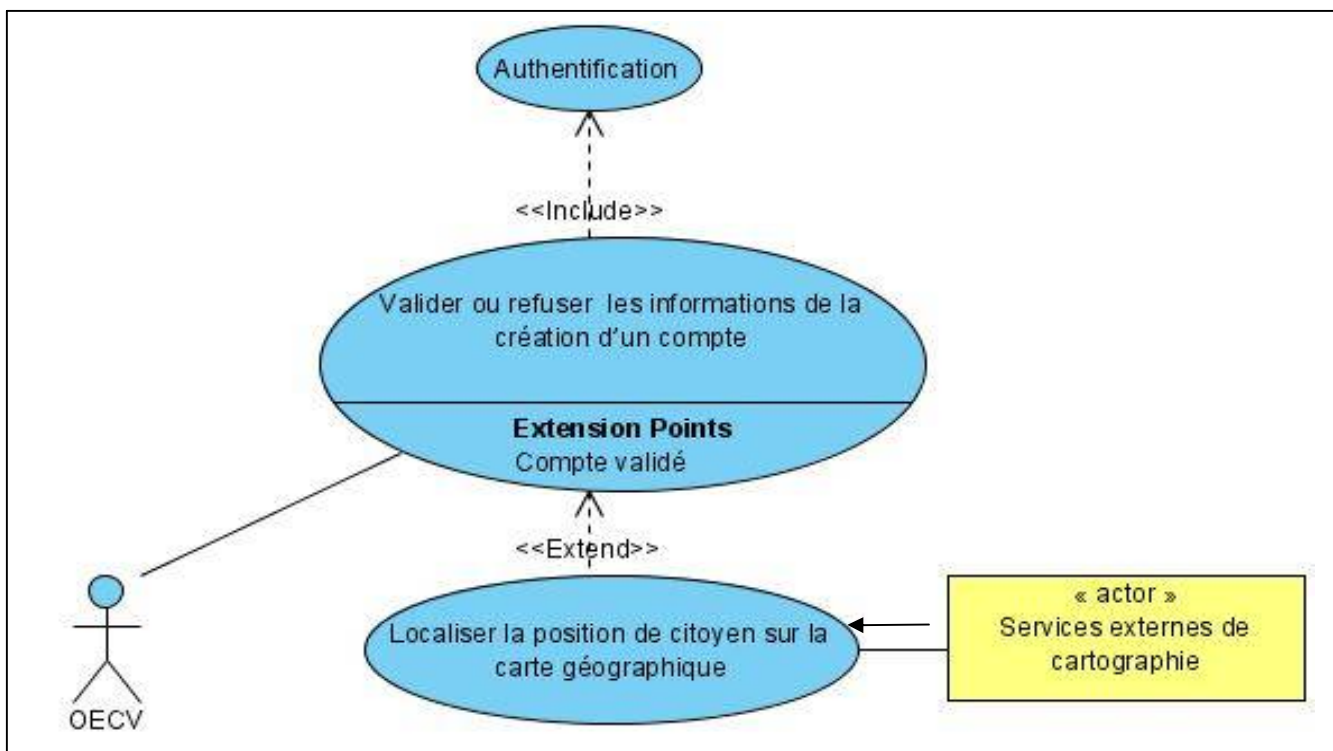 Authentification
<<Include>>
Valider ou refuser les informations de la
création d'un compte
Extension Points
Compte validé
<<Extend>>
Localiser la position de citoyen sur la
carte géographique
« actor »
Services externes de
cartographie
OECV